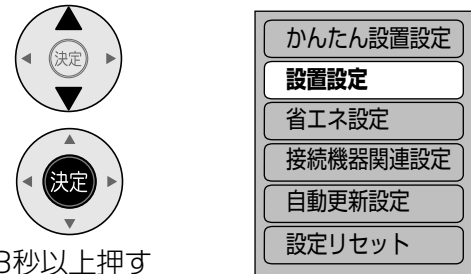 決定
決定
3秒以上押す
かんたん設置設定
設置設定
省エネ設定
接続機器関連設定
自動更新設定
設定リセット